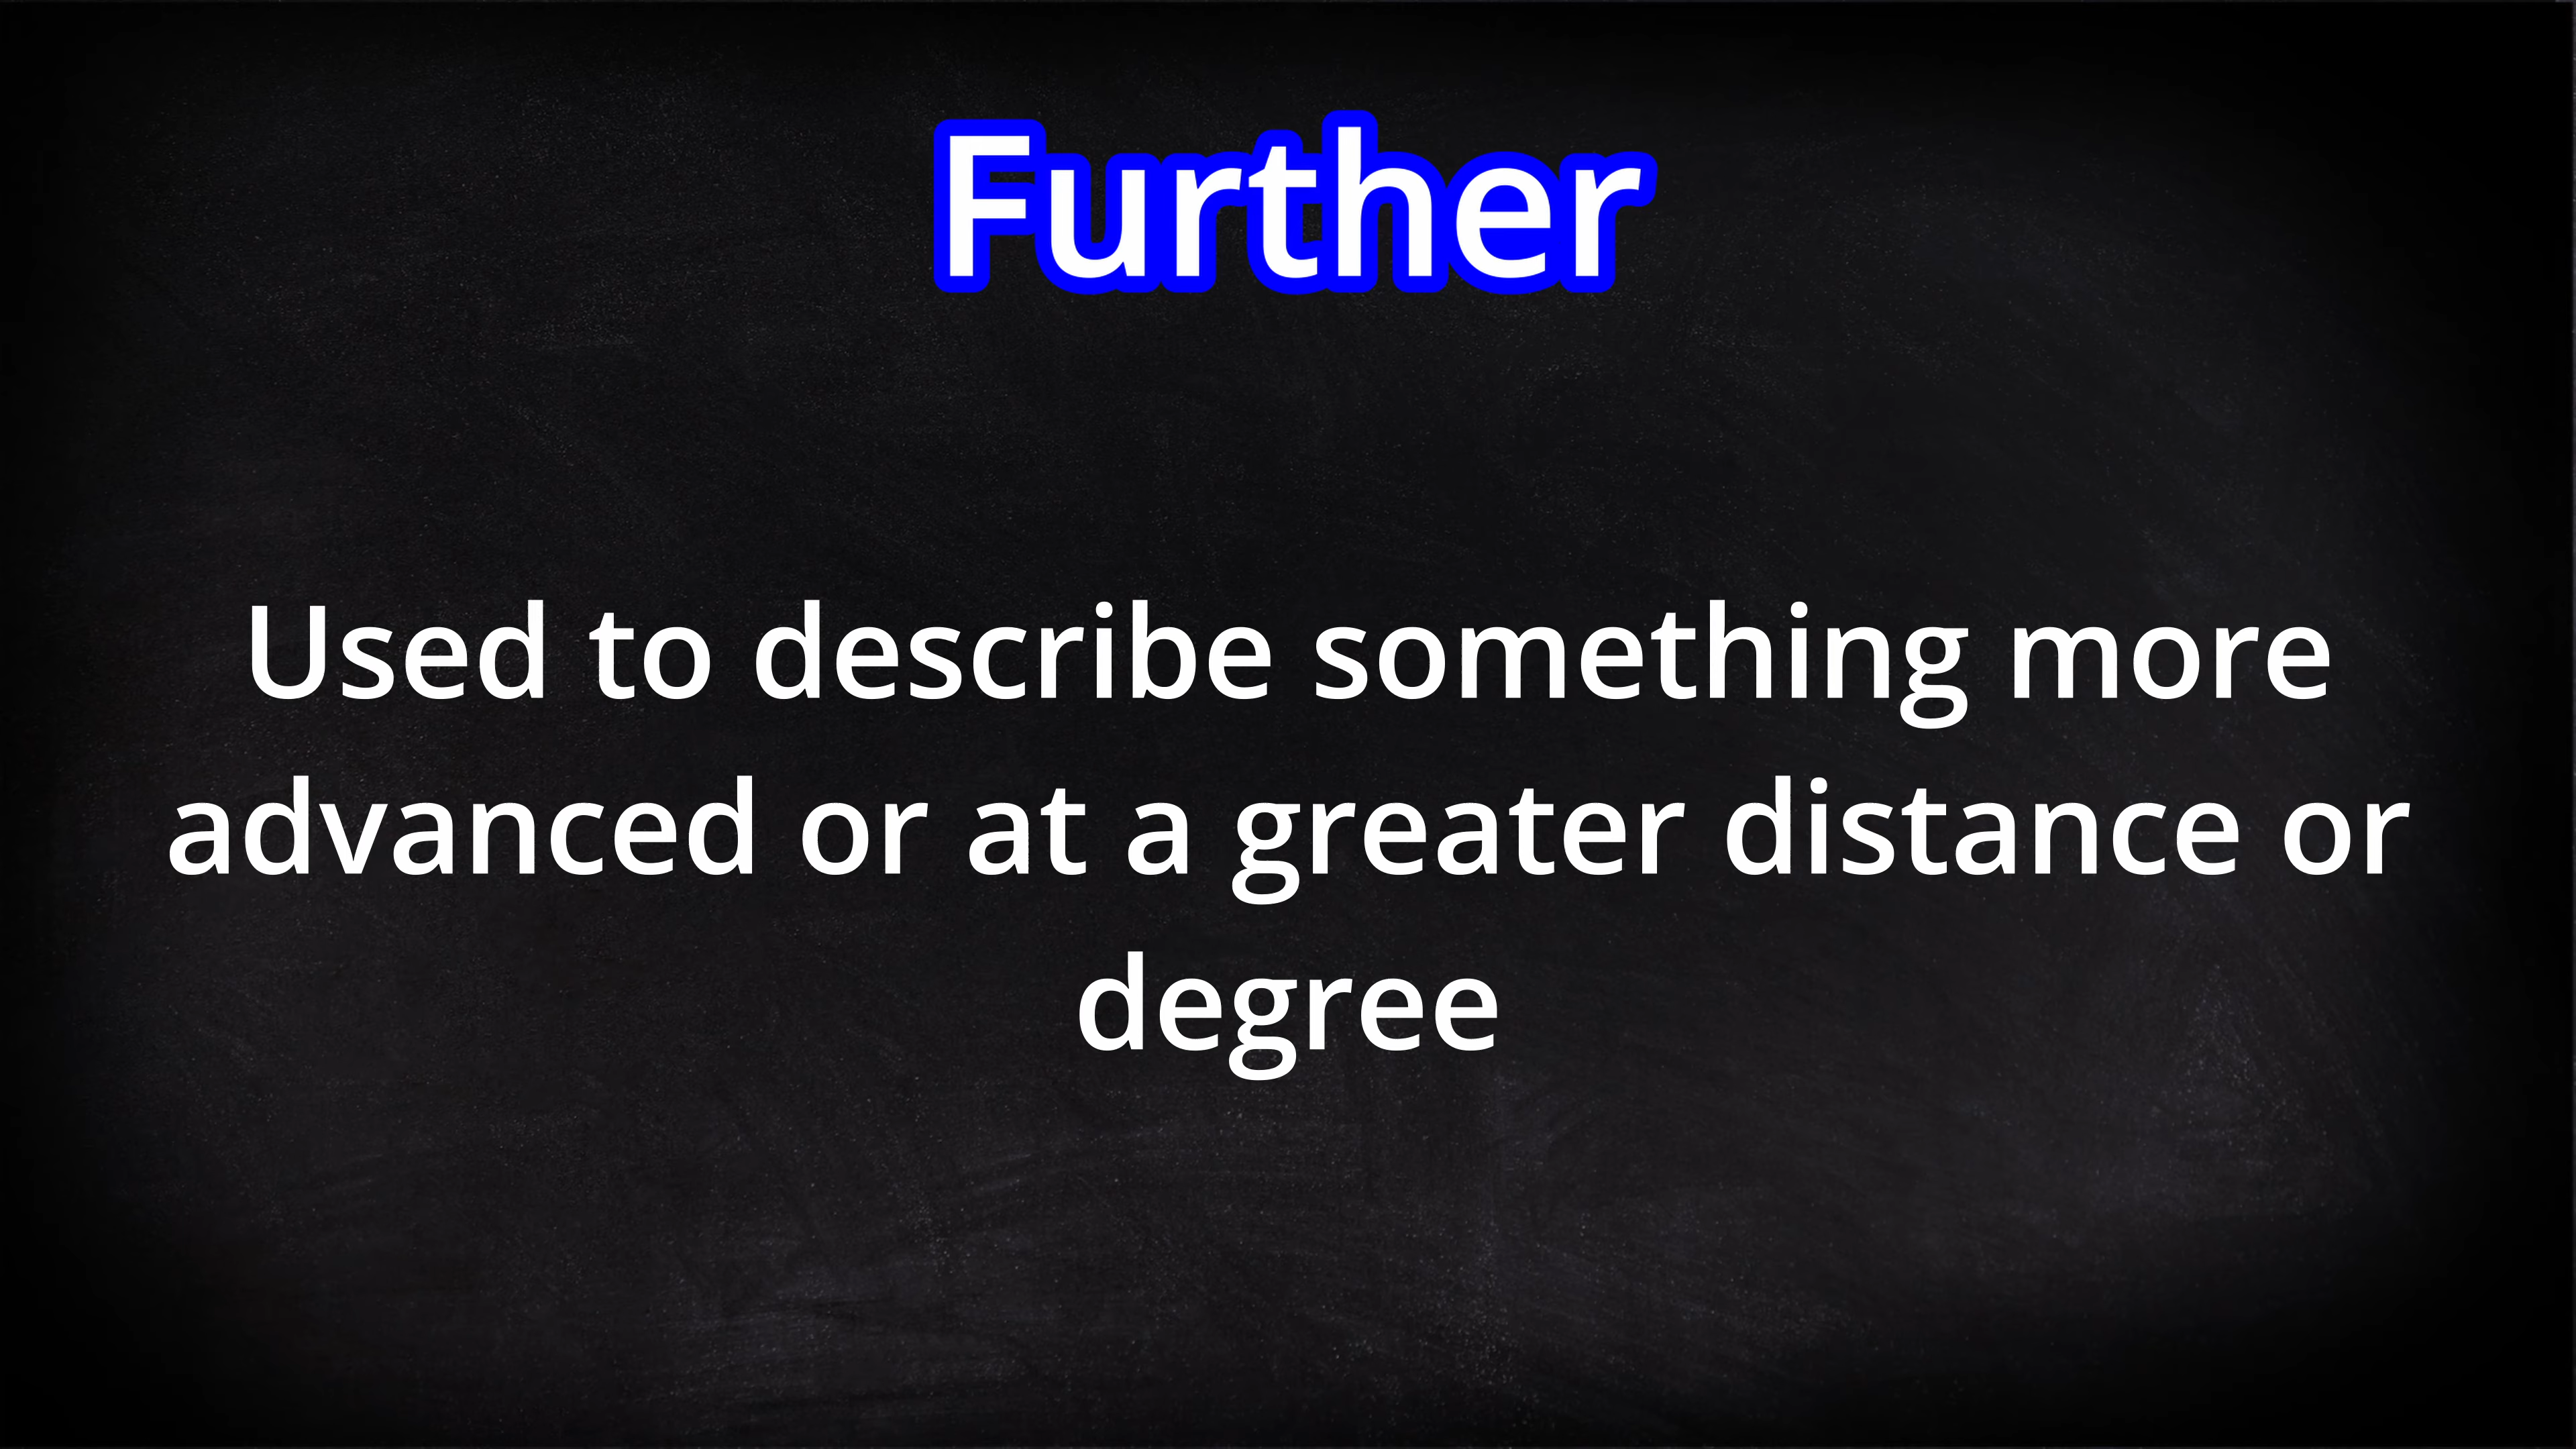 Further
Used to describe something more
advanced or at a greater distance or
degree